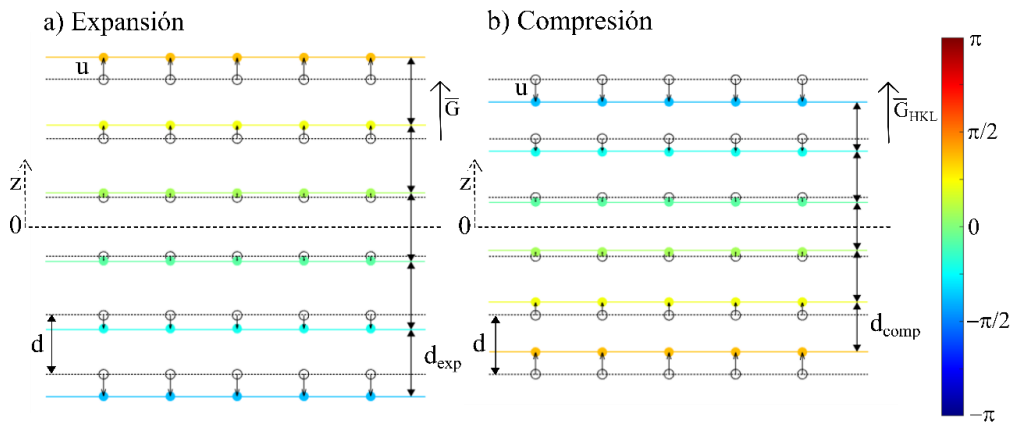 a) Expansión
b) Compresión
u
G
z
0
d
d_exp
u
G_HKL
z
0
d
d_comp
π
π/2
0
−π/2
−π